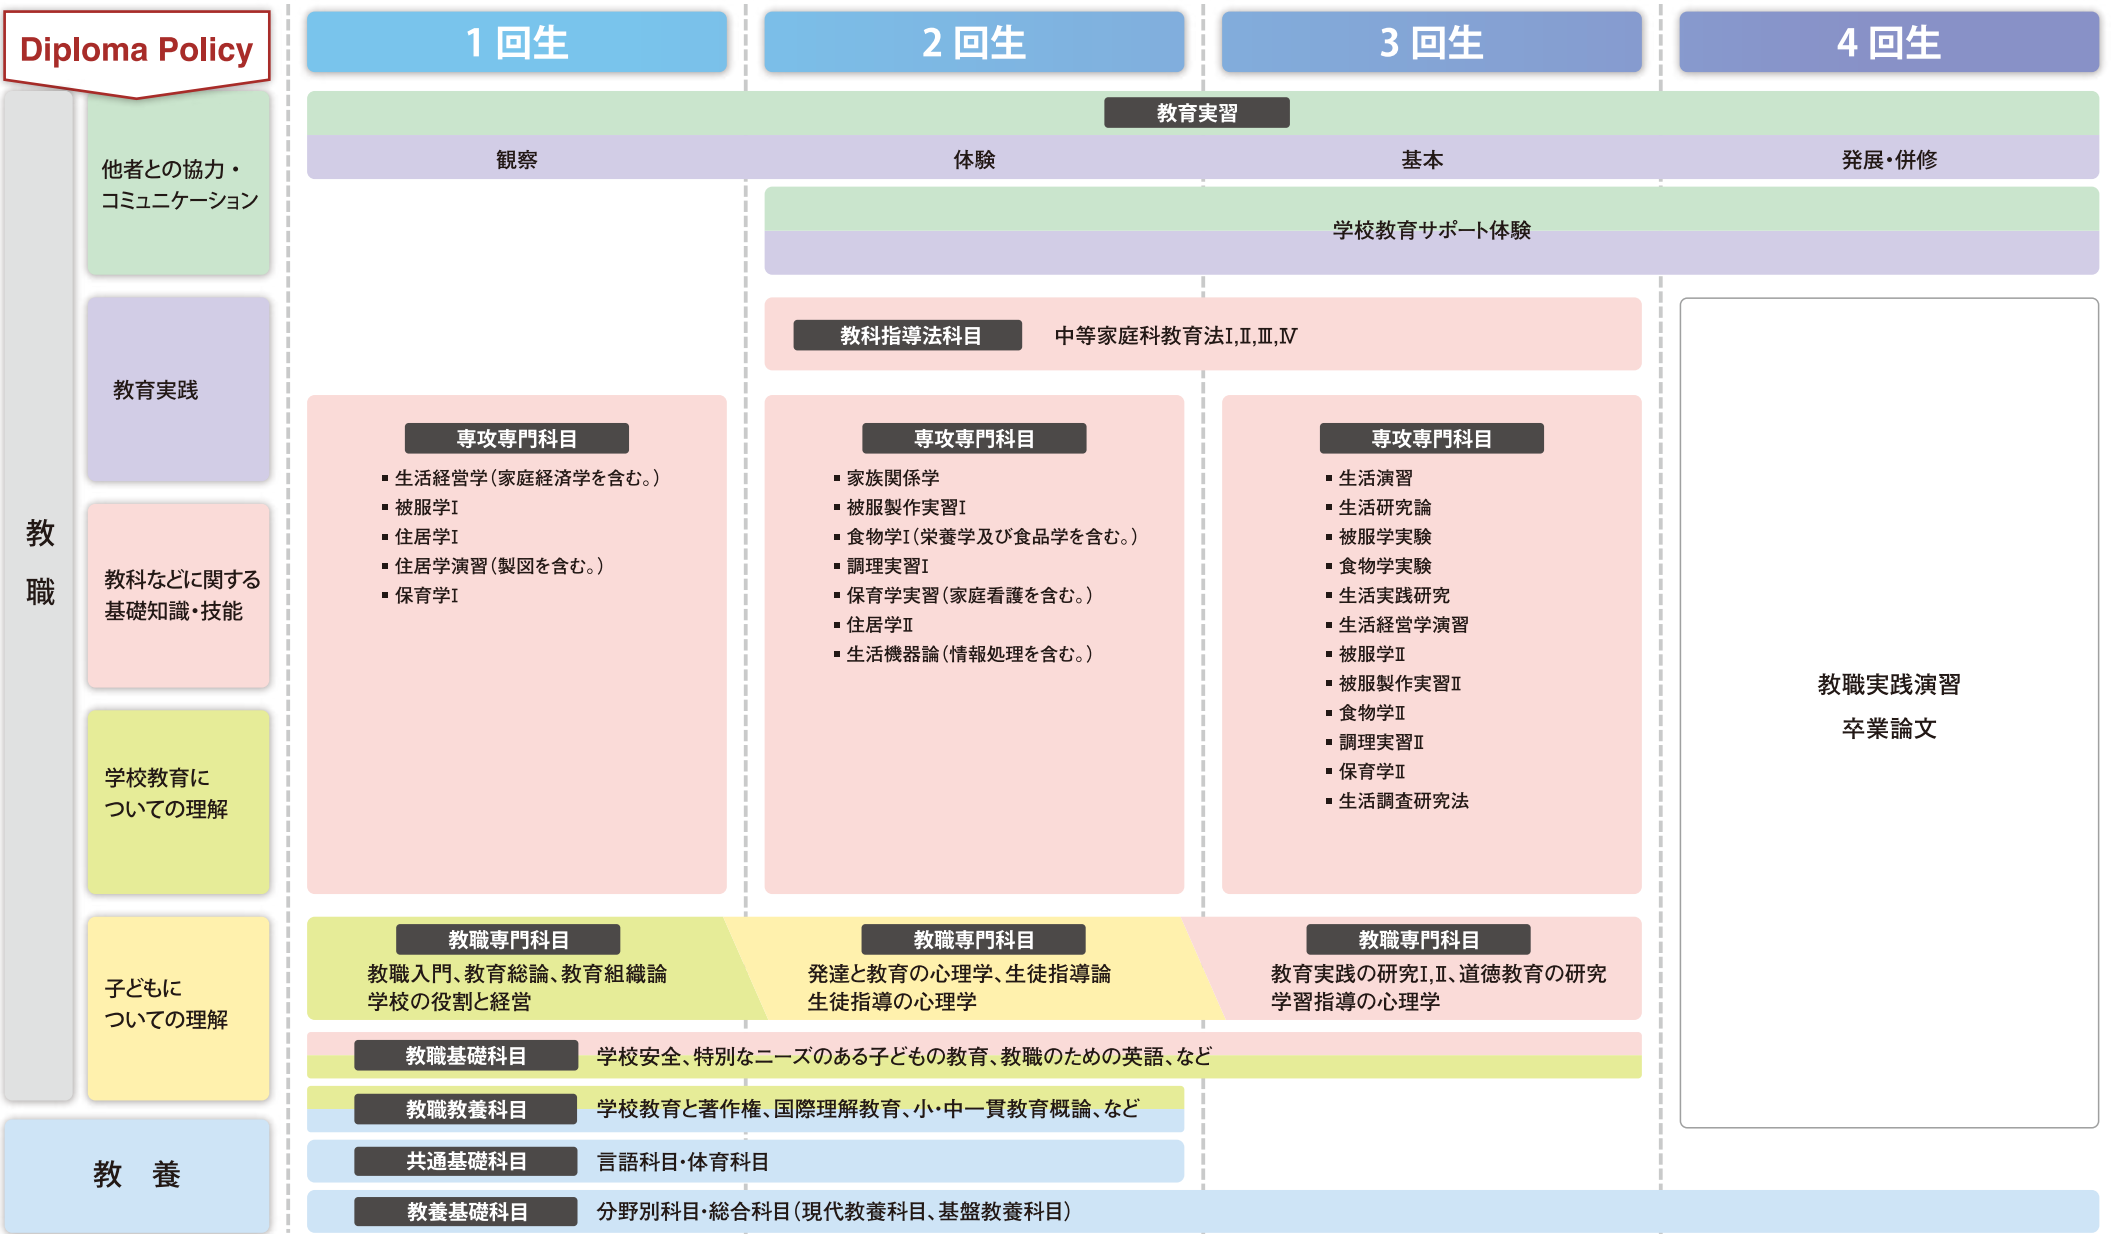 Diploma Policy
1 回生
2 回生
3 回生
4 回生
教職
他者との協力・
コミュニケーション
教育実践
教科などに関する
基礎知識・技能
学校教育に
ついての理解
子どもに
ついての理解
教 養
教育実習
観察
体験
基本
発展・併修
学校教育サポート体験
教科指導法科目
中等家庭科教育法Ⅰ,Ⅱ,Ⅲ,Ⅳ
専攻専門科目
▪ 生活経営学（家庭経済学を含む。）
▪ 被服学Ⅰ
▪ 住居学Ⅰ
▪ 住居学演習（製図を含む。）
▪ 保育学Ⅰ
専攻専門科目
▪ 家族関係学
▪ 被服製作実習Ⅰ
▪ 食物学Ⅰ（栄養学及び食品学を含む。）
▪ 調理実習Ⅰ
▪ 保育学実習（家庭看護を含む。）
▪ 住居学Ⅱ
▪ 生活機器論（情報処理を含む。）
専攻専門科目
▪ 生活演習
▪ 生活研究論
▪ 被服学実験
▪ 食物学実験
▪ 生活実践研究
▪ 生活経営学演習
▪ 被服学Ⅱ
▪ 被服製作実習Ⅱ
▪ 食物学Ⅱ
▪ 調理実習Ⅱ
▪ 保育学Ⅱ
▪ 生活調査研究法
教職実践演習
卒業論文
教職専門科目
教職入門、教育総論、教育組織論
学校の役割と経営
教職専門科目
発達と教育の心理学、生徒指導論
生徒指導の心理学
教職専門科目
教育実践の研究Ⅰ,Ⅱ、道徳教育の研究
学習指導の心理学
教職基礎科目
学校安全、特別なニーズのある子どもの教育、教職のための英語、など
教職教養科目
学校教育と著作権、国際理解教育、小・中一貫教育概論、など
共通基礎科目
言語科目・体育科目
教養基礎科目
分野別科目・総合科目（現代教養科目、基盤教養科目）